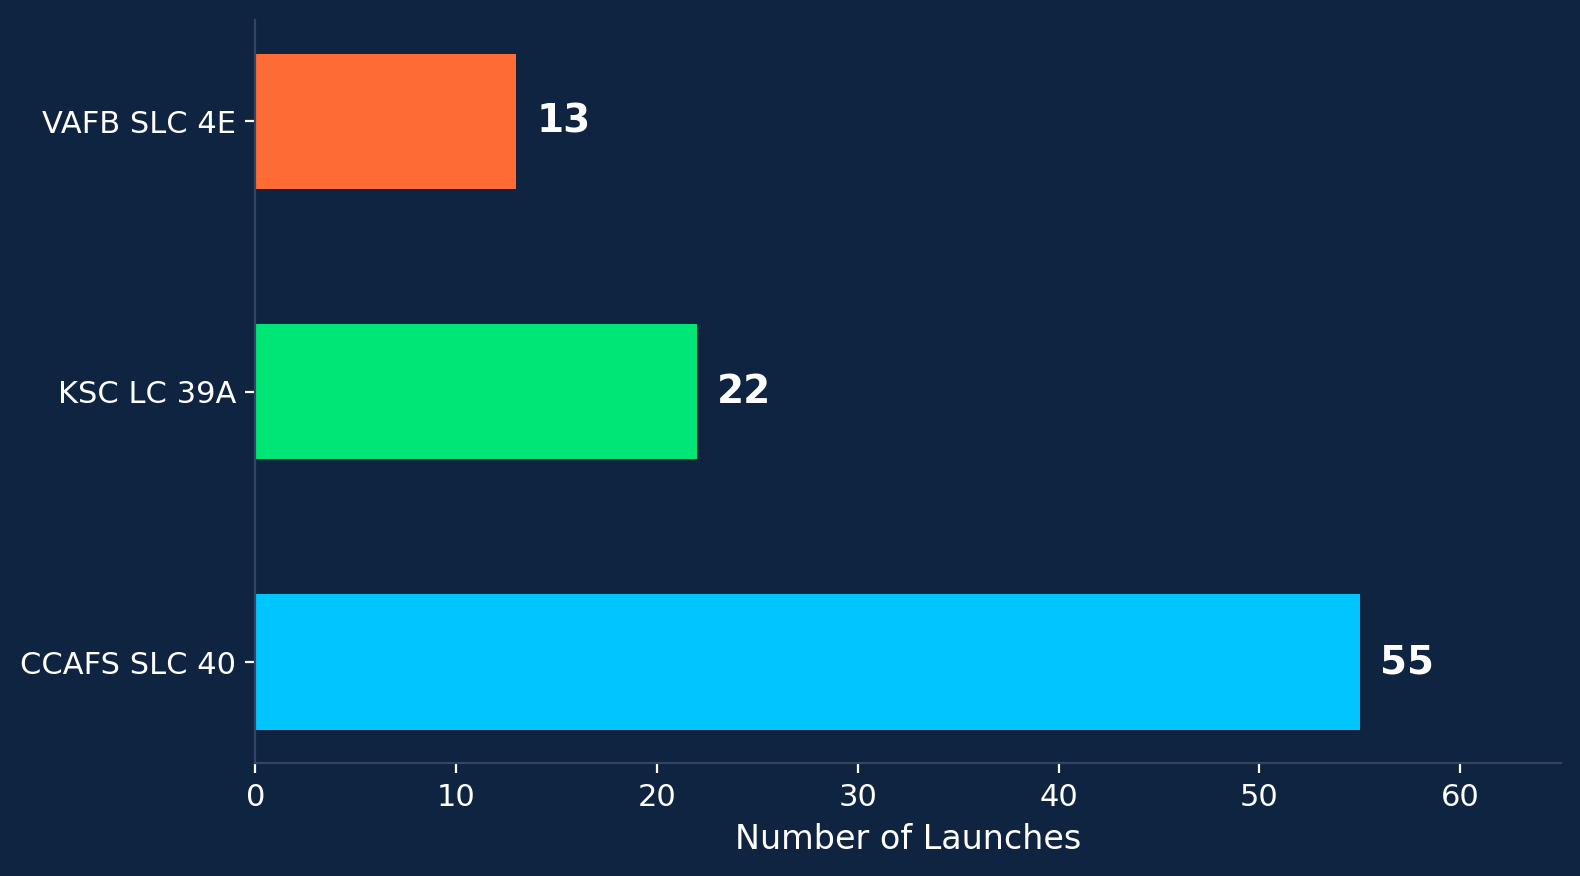 VAFB SLC 4E
13
KSC LC 39A
22
CCAFS SLC 40
55
0 10 20 30 40 50 60
Number of Launches